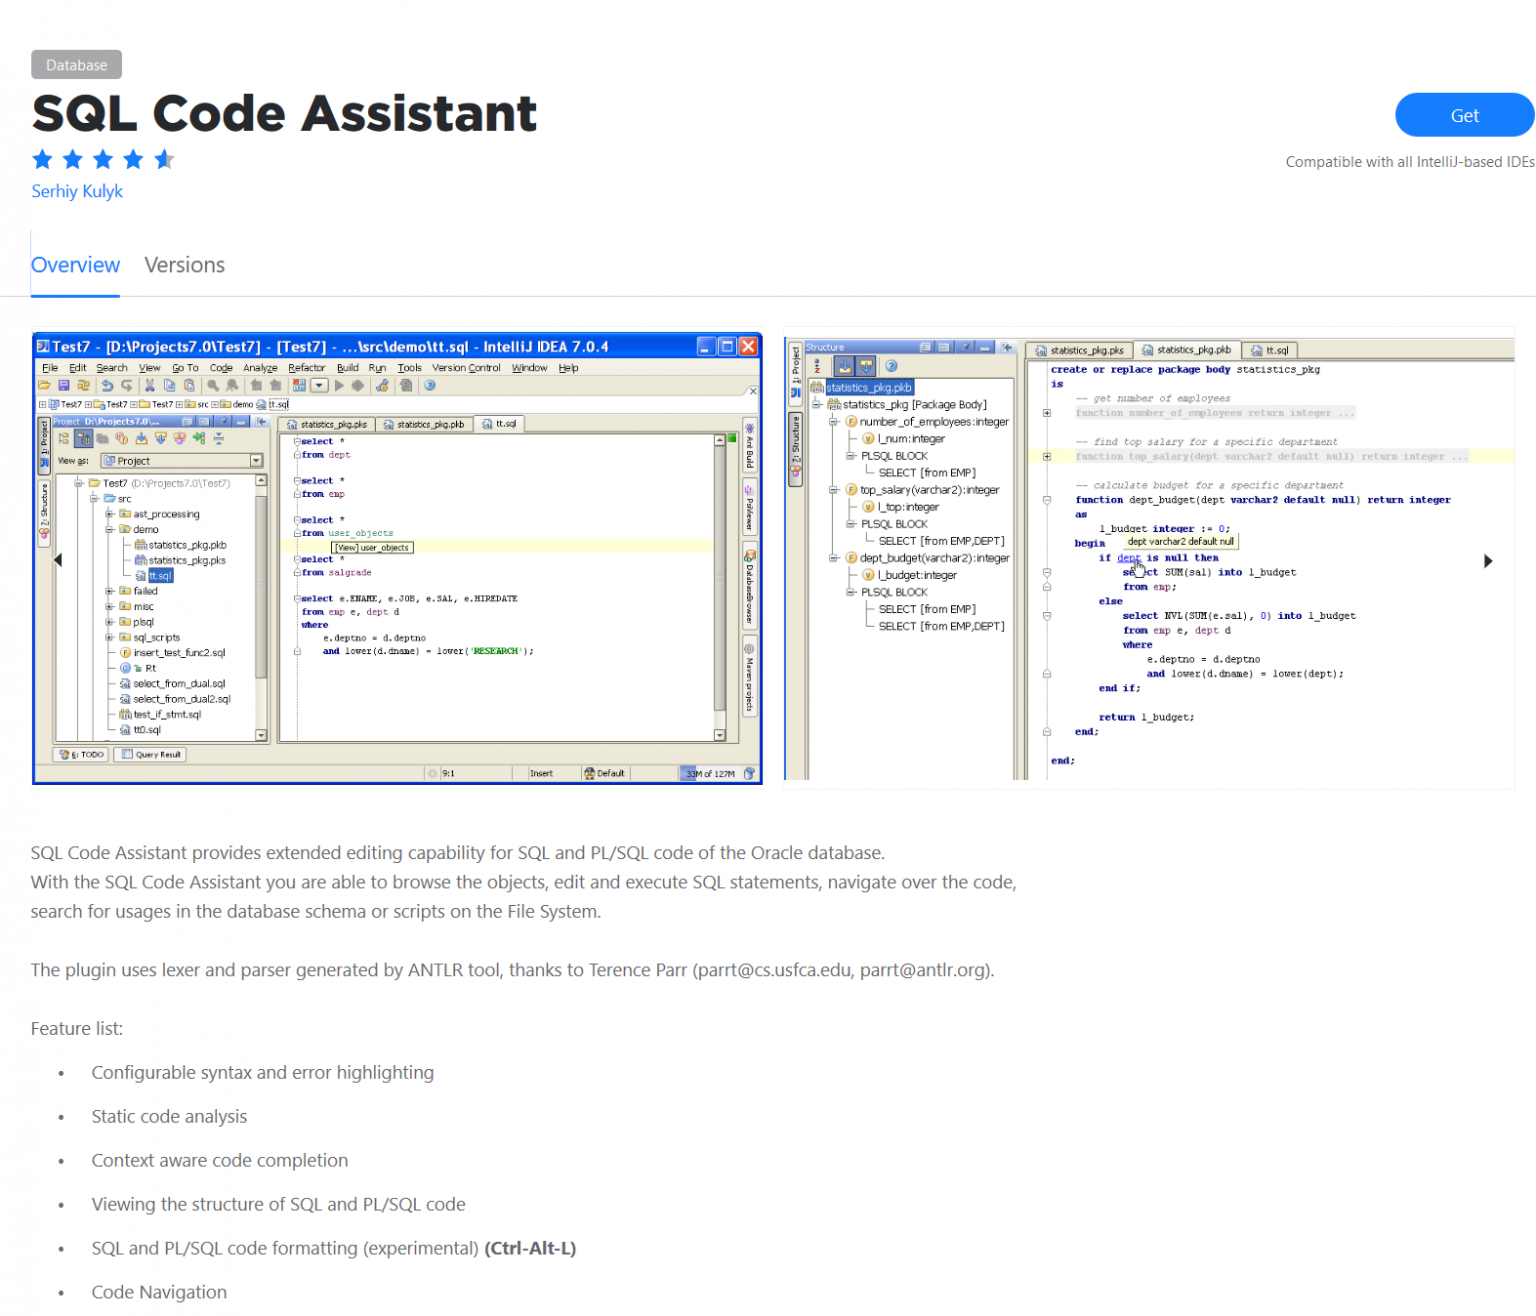 Database
SQL Code Assistant
Get
Compatible with all IntelliJ-based IDEs
Serhiy Kulyk
Overview Versions
Test7 - [D:\Projects7.0\Test7] - [Test7] - ...\src\demo\tt.sql - IntelliJ IDEA 7.0.4
File Edit Search View Go To Code Analyze Refactor Build Run Tools Version Control Window Help
Test7 Test7 Test7 src demo tt.sql
Project D:\Projects7.0\...
View as: Project
1: Project
7: Structure
Test7 (D:\Projects7.0\Test7)
src
ast_processing
demo
statistics_pkg.pkb
statistics_pkg.pks
tt.sql
failed
misc
plsql
sql_scripts
insert_test_func2.sql
Rt
select_from_dual.sql
select_from_dual2.sql
test_if_stmt.sql
tt0.sql
statistics_pkg.pks statistics_pkg.pkb tt.sql
select *
from dept
select *
from emp
select *
from user_objects
[View] user_objects
select *
from salgrade
select e.ENAME, e.JOB, e.SAL, e.HIREDATE
from emp e, dept d
where
e.deptno = d.deptno
and lower(d.dname) = lower('RESEARCH');
Ant Build
PsiViewer
DatabaseBrowser
Maven projects
6: TODO Query Result
9:1 Insert Default 33M of 127M
1: Project
7: Structure
Structure
statistics_pkg.pkb
statistics_pkg [Package Body]
number_of_employees:integer
l_num:integer
PLSQL BLOCK
SELECT [from EMP]
top_salary(varchar2):integer
l_top:integer
PLSQL BLOCK
SELECT [from EMP,DEPT]
dept_budget(varchar2):integer
l_budget:integer
PLSQL BLOCK
SELECT [from EMP]
SELECT [from EMP,DEPT]
statistics_pkg.pks statistics_pkg.pkb tt.sql
create or replace package body statistics_pkg
is
-- get number of employees
function number_of_employees return integer ...
-- find top salary for a specific department
function top_salary(dept varchar2 default null) return integer ...
-- calculate budget for a specific department
function dept_budget(dept varchar2 default null) return integer
as
l_budget integer := 0;
begin
dept varchar2 default null
if dept is null then
select SUM(sal) into l_budget
from emp;
else
select NVL(SUM(e.sal), 0) into l_budget
from emp e, dept d
where
e.deptno = d.deptno
and lower(d.dname) = lower(dept);
end if;
return l_budget;
end;
end;
SQL Code Assistant provides extended editing capability for SQL and PL/SQL code of the Oracle database.
With the SQL Code Assistant you are able to browse the objects, edit and execute SQL statements, navigate over the code,
search for usages in the database schema or scripts on the File System.
The plugin uses lexer and parser generated by ANTLR tool, thanks to Terence Parr (parrt@cs.usfca.edu, parrt@antlr.org).
Feature list:
• Configurable syntax and error highlighting
• Static code analysis
• Context aware code completion
• Viewing the structure of SQL and PL/SQL code
• SQL and PL/SQL code formatting (experimental) (Ctrl-Alt-L)
• Code Navigation